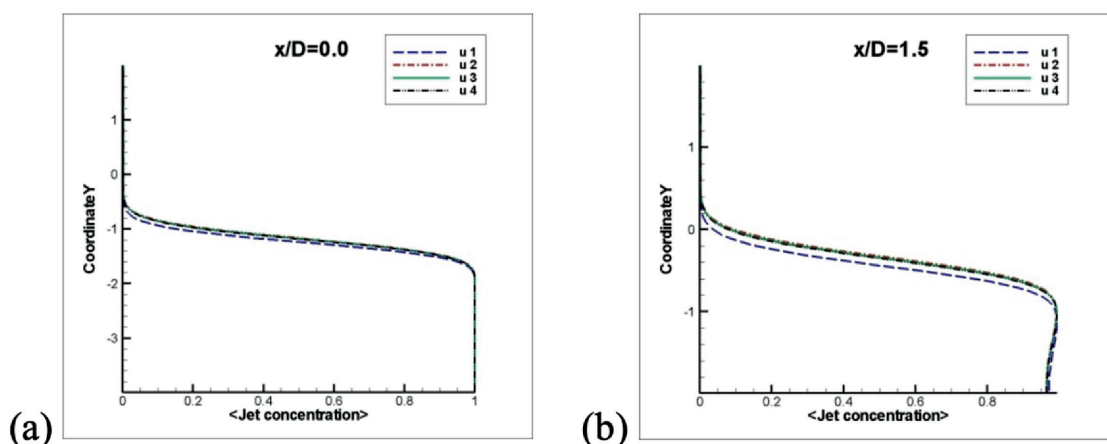 x/D=0.0
u 1
u 2
u 3
u 4
1
0
-1
-2
-3
CoordinateY
0
0.2
0.4
0.6
0.8
1
<Jet concentration>
(a)
x/D=1.5
u 1
u 2
u 3
u 4
1
0
-1
CoordinateY
0
0.2
0.4
0.6
0.8
<Jet concentration>
(b)